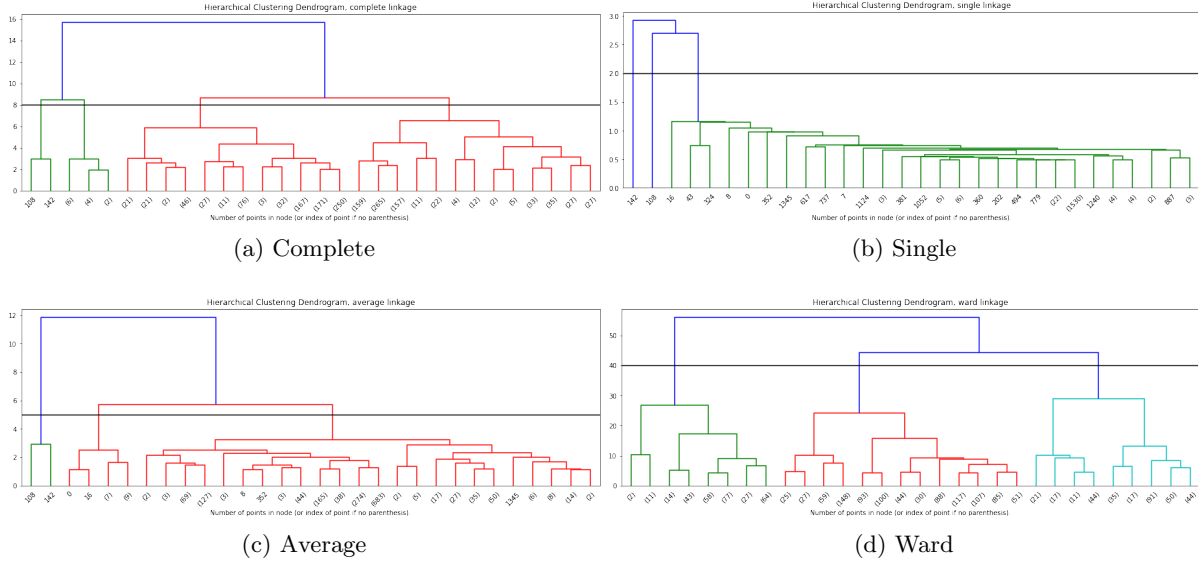 Hierarchical Clustering Dendrogram, complete linkage
16
14
12
10
8
6
4
2
0
108 142 (6) (4) (2) (21) (21) (2) (46) (27) (11) (76) (3) (32) (167) (171) (250) (159) (265) (157) (11) (22) (4) (12) (2) (5) (33) (35) (27) (27)
Number of points in node (or index of point if no parenthesis)
(a) Complete
Hierarchical Clustering Dendrogram, single linkage
3.0
2.5
2.0
1.5
1.0
0.5
0.0
142 108 16 43 324 8 0 352 1345 617 737 7 1124 (3) 381 1052 (5) (6) 360 202 494 779 (22) (1530) 1240 (4) (4) (2) 887 (3)
Number of points in node (or index of point if no parenthesis)
(b) Single
Hierarchical Clustering Dendrogram, average linkage
12
10
8
6
4
2
0
108 142 0 16 (7) (9) (2) (3) (69) (127) (3) 8 352 (3) (44) (165) (38) (274) (683) (2) (5) (17) (27) (35) (50) 1345 (6) (8) (14) (2)
Number of points in node (or index of point if no parenthesis)
(c) Average
Hierarchical Clustering Dendrogram, ward linkage
50
40
30
20
10
0
(2) (11) (14) (43) (58) (77) (27) (64) (25) (27) (59) (148) (93) (100) (44) (30) (88) (117) (107) (85) (51) (21) (17) (11) (44) (35) (17) (91) (50) (44)
Number of points in node (or index of point if no parenthesis)
(d) Ward